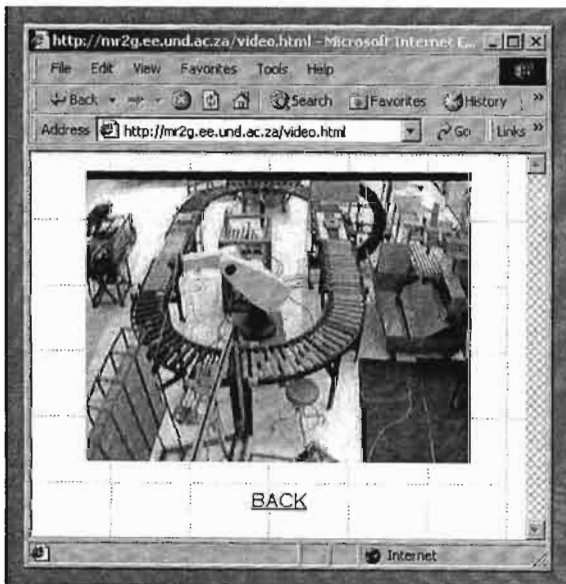 http://mr2g.ee.und.ac.za/video.html - Microsoft Internet E...
File Edit View Favorites Tools Help
Back Search Favorites History »
Address http://mr2g.ee.und.ac.za/video.html Go Links »
BACK
Internet